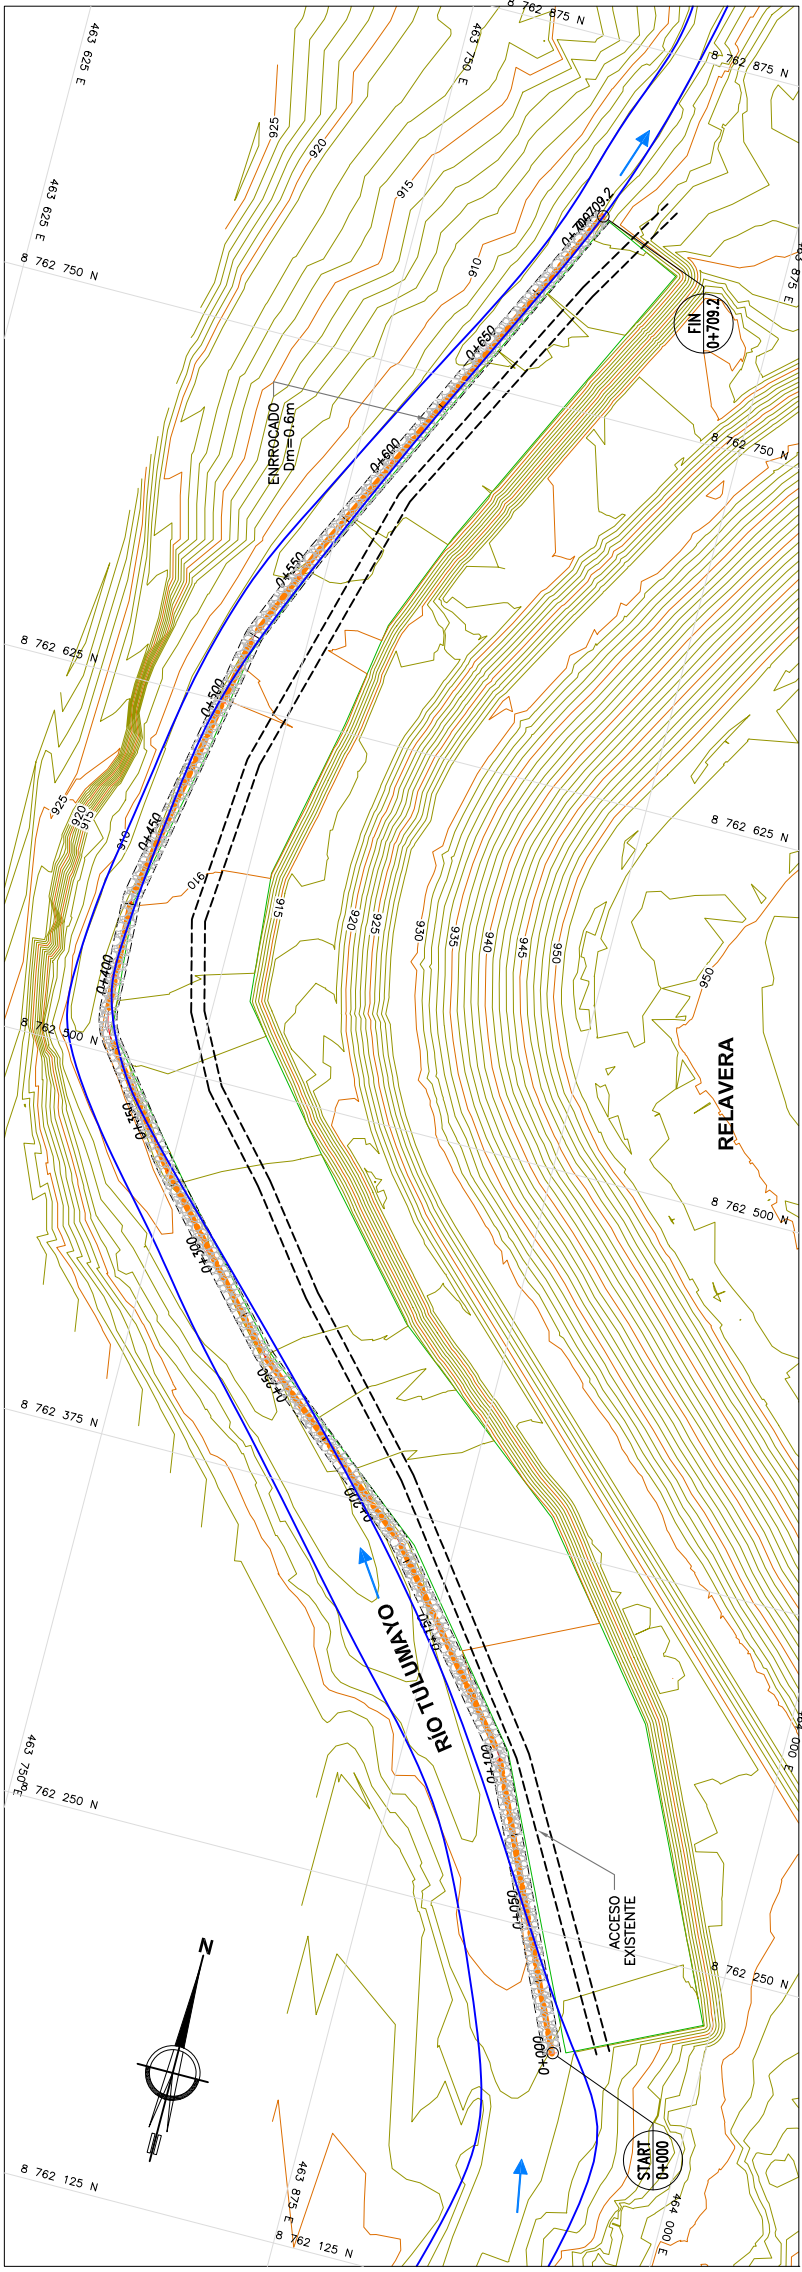 8 762 875 N
463 625 E
463 750 E
8 762 875 N
925
920
915
463 625 E
8 762 750 N
910
0+700
0+709.2
463 875 E
FIN
0+709.2
0+650
ENRROCADO
Dm=0.6m
0+600
8 762 750 N
0+550
8 762 625 N
0+500
925
920
915
910
0+450
8 762 625 N
910
915
920
925
930
935
940
945
950
950
0+400
8 762 500 N
RELAVERA
0+350
8 762 500 N
0+300
0+250
8 762 375 N
0+200
RÍO TULUMAYO
0+150
464 000 E
463 750 E
8 762 250 N
0+100
0+050
ACCESO
EXISTENTE
8 762 250 N
N
0+000
START
0+000
8 762 125 N
463 875 E
464 000 E
8 762 125 N